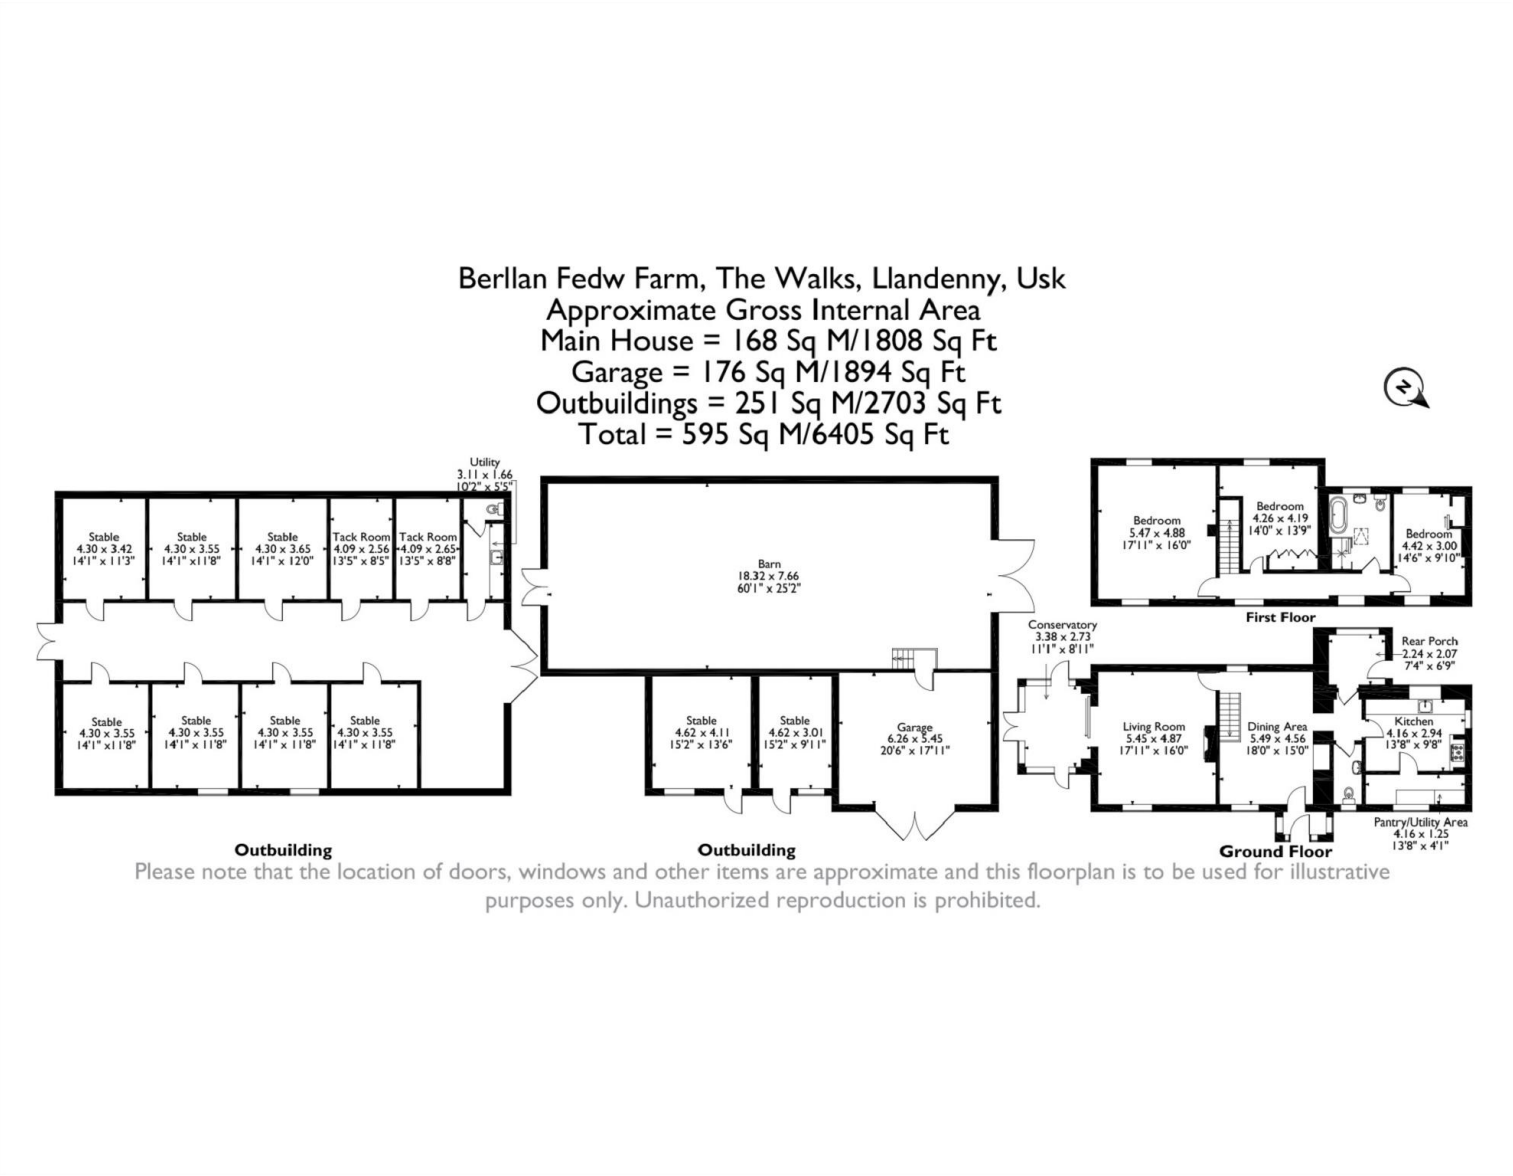 Berllan Fedw Farm, The Walks, Llandenny, Usk
Approximate Gross Internal Area
Main House = 168 Sq M/1808 Sq Ft
Garage = 176 Sq M/1894 Sq Ft
Outbuildings = 251 Sq M/2703 Sq Ft
Total = 595 Sq M/6405 Sq Ft
N
Utility
3.11 x 1.66
10'2" x 5'5"
Stable
4.30 x 3.42
14'1" x 11'3"
Stable
4.30 x 3.55
14'1" x 11'8"
Stable
4.30 x 3.65
14'1" x 12'0"
Tack Room
4.09 x 2.56
13'5" x 8'5"
Tack Room
4.09 x 2.65
13'5" x 8'8"
Stable
4.30 x 3.55
14'1" x 11'8"
Stable
4.30 x 3.55
14'1" x 11'8"
Stable
4.30 x 3.55
14'1" x 11'8"
Stable
4.30 x 3.55
14'1" x 11'8"
Outbuilding
Barn
18.32 x 7.66
60'1" x 25'2"
Stable
4.62 x 4.11
15'2" x 13'6"
Stable
4.62 x 3.01
15'2" x 9'11"
Garage
6.26 x 5.45
20'6" x 17'11"
Outbuilding
Bedroom
5.47 x 4.88
17'11" x 16'0"
Bedroom
4.26 x 4.19
14'0" x 13'9"
Bedroom
4.42 x 3.00
14'6" x 9'10"
First Floor
Conservatory
3.38 x 2.73
11'1" x 8'11"
Rear Porch
2.24 x 2.07
7'4" x 6'9"
Living Room
5.45 x 4.87
17'11" x 16'0"
Dining Area
5.49 x 4.56
18'0" x 15'0"
Kitchen
4.16 x 2.94
13'8" x 9'8"
Pantry/Utility Area
4.16 x 1.25
13'8" x 4'1"
Ground Floor
Please note that the location of doors, windows and other items are approximate and this floorplan is to be used for illustrative
purposes only. Unauthorized reproduction is prohibited.